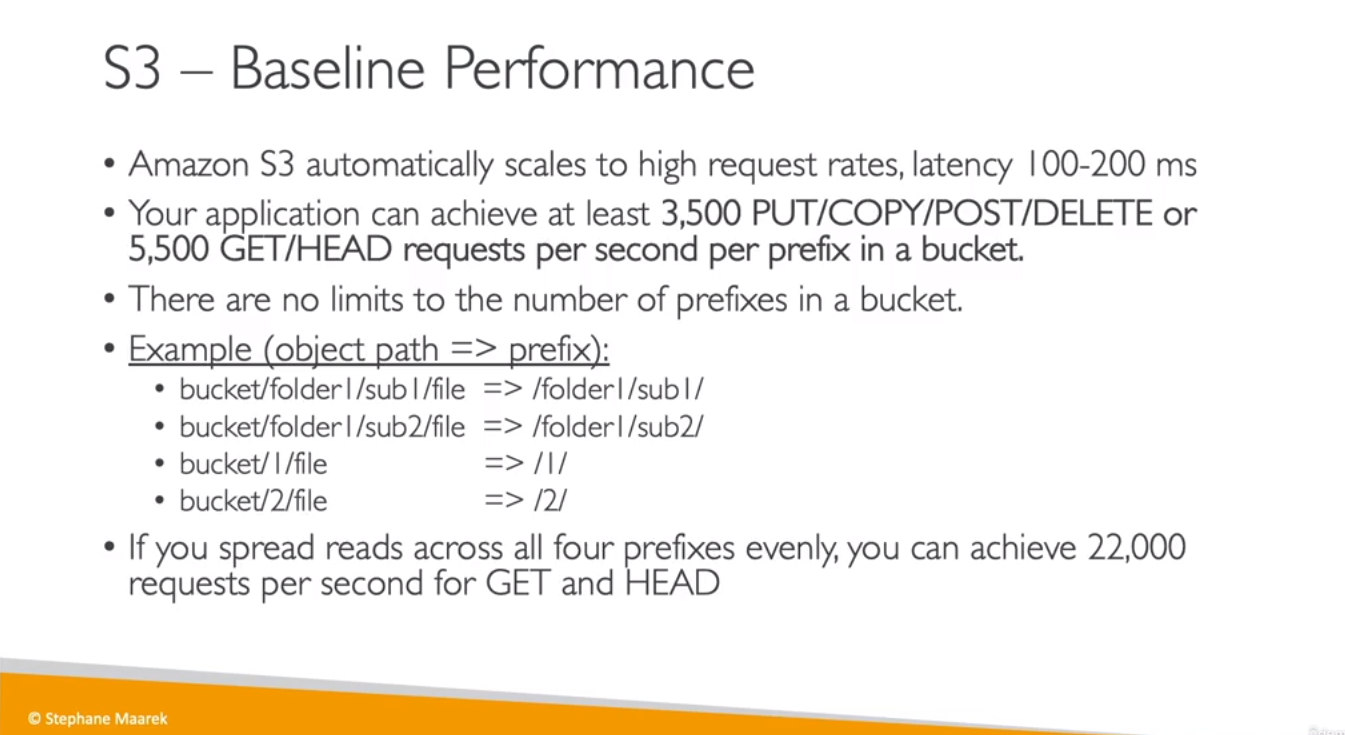 S3 – Baseline Performance
• Amazon S3 automatically scales to high request rates, latency 100-200 ms
• Your application can achieve at least 3,500 PUT/COPY/POST/DELETE or
5,500 GET/HEAD requests per second per prefix in a bucket.
• There are no limits to the number of prefixes in a bucket.
• Example (object path => prefix):
• bucket/folder1/sub1/file => /folder1/sub1/
• bucket/folder1/sub2/file => /folder1/sub2/
• bucket/1/file => /1/
• bucket/2/file => /2/
• If you spread reads across all four prefixes evenly, you can achieve 22,000
requests per second for GET and HEAD
© Stephane Maarek